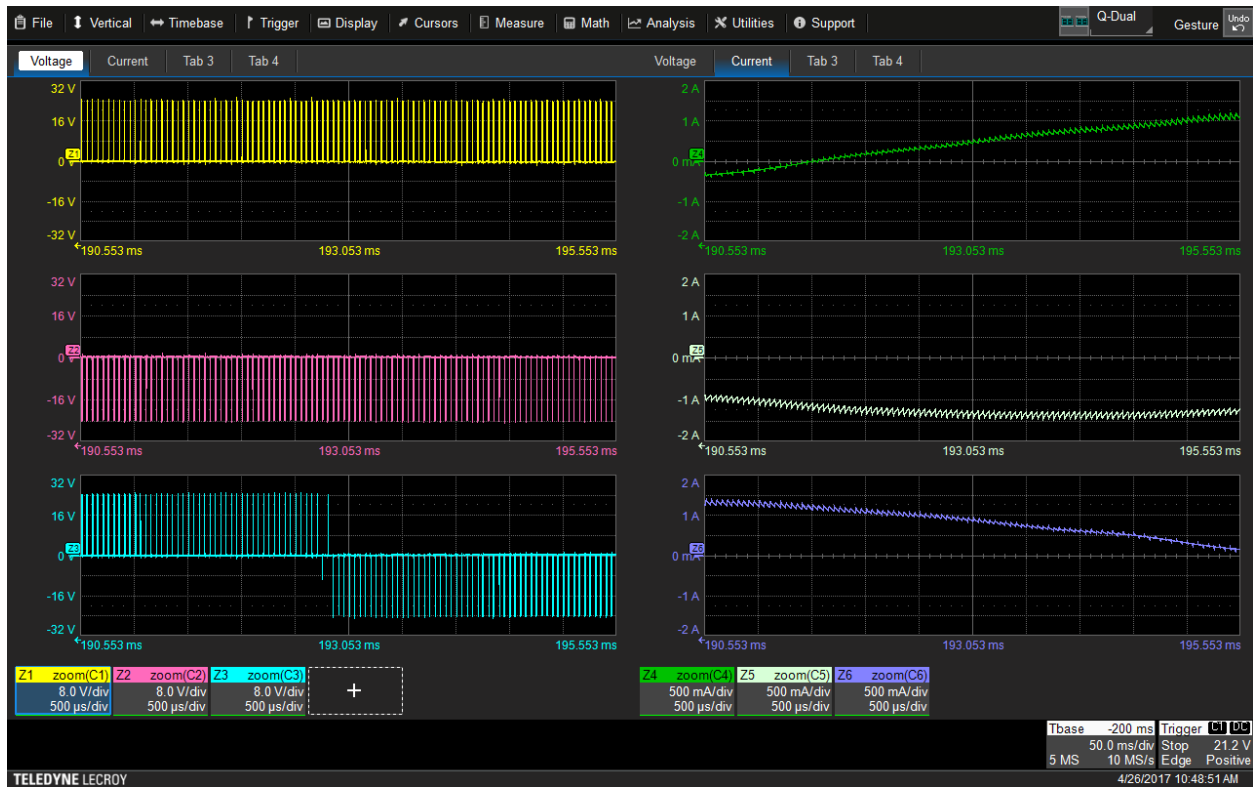 File Vertical Timebase Trigger Display Cursors Measure Math Analysis Utilities Support Q-Dual Gesture Undo
Voltage Current Tab 3 Tab 4
32 V
16 V
Z1
0 V
-16 V
-32 V
190.553 ms 193.053 ms 195.553 ms
32 V
16 V
Z2
0 V
-16 V
-32 V
190.553 ms 193.053 ms 195.553 ms
32 V
16 V
Z3
0 V
-16 V
-32 V
190.553 ms 193.053 ms 195.553 ms
Z1 zoom(C1) Z2 zoom(C2) Z3 zoom(C3)
8.0 V/div 8.0 V/div 8.0 V/div +
500 µs/div 500 µs/div 500 µs/div
Voltage Current Tab 3 Tab 4
2 A
1 A
Z4
0 mA
-1 A
-2 A
190.553 ms 193.053 ms 195.553 ms
2 A
1 A
Z5
0 mA
-1 A
-2 A
190.553 ms 193.053 ms 195.553 ms
2 A
1 A
Z6
0 mA
-1 A
-2 A
190.553 ms 193.053 ms 195.553 ms
Z4 zoom(C4) Z5 zoom(C5) Z6 zoom(C6)
500 mA/div 500 mA/div 500 mA/div
500 µs/div 500 µs/div 500 µs/div
Tbase -200 ms Trigger C1 DC
50.0 ms/div Stop 21.2 V
5 MS 10 MS/s Edge Positive
TELEDYNE LECROY 4/26/2017 10:48:51 AM